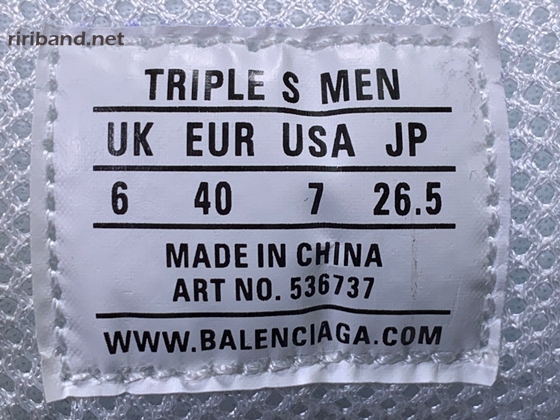 ririband.net
TRIPLE S MEN
UK EUR USA JP
6 40 7 26.5
MADE IN CHINA
ART NO. 536737
WWW.BALENCIAGA.COM